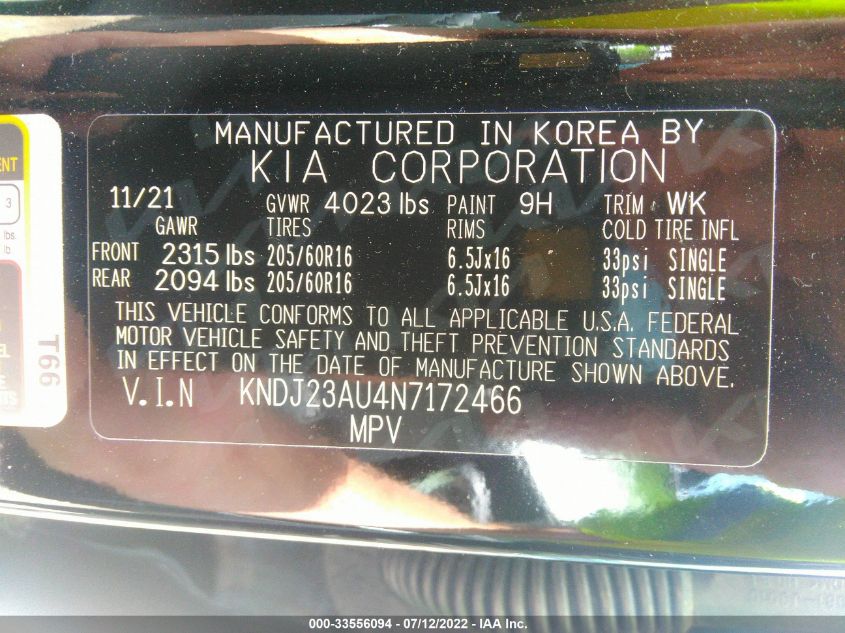 MANUFACTURED IN KOREA BY
KIA CORPORATION
11/21 GVWR 4023 lbs PAINT 9H TRIM WK
GAWR TIRES RIMS COLD TIRE INFL
FRONT 2315 lbs 205/60R16 6.5Jx16 33psi SINGLE
REAR 2094 lbs 205/60R16 6.5Jx16 33psi SINGLE
THIS VEHICLE CONFORMS TO ALL APPLICABLE U.S.A. FEDERAL
MOTOR VEHICLE SAFETY AND THEFT PREVENTION STANDARDS
IN EFFECT ON THE DATE OF MANUFACTURE SHOWN ABOVE.
V.I.N KNDJ23AU4N7172466
MPV
3
T66
000-33556094 - 07/12/2022 - IAA Inc.